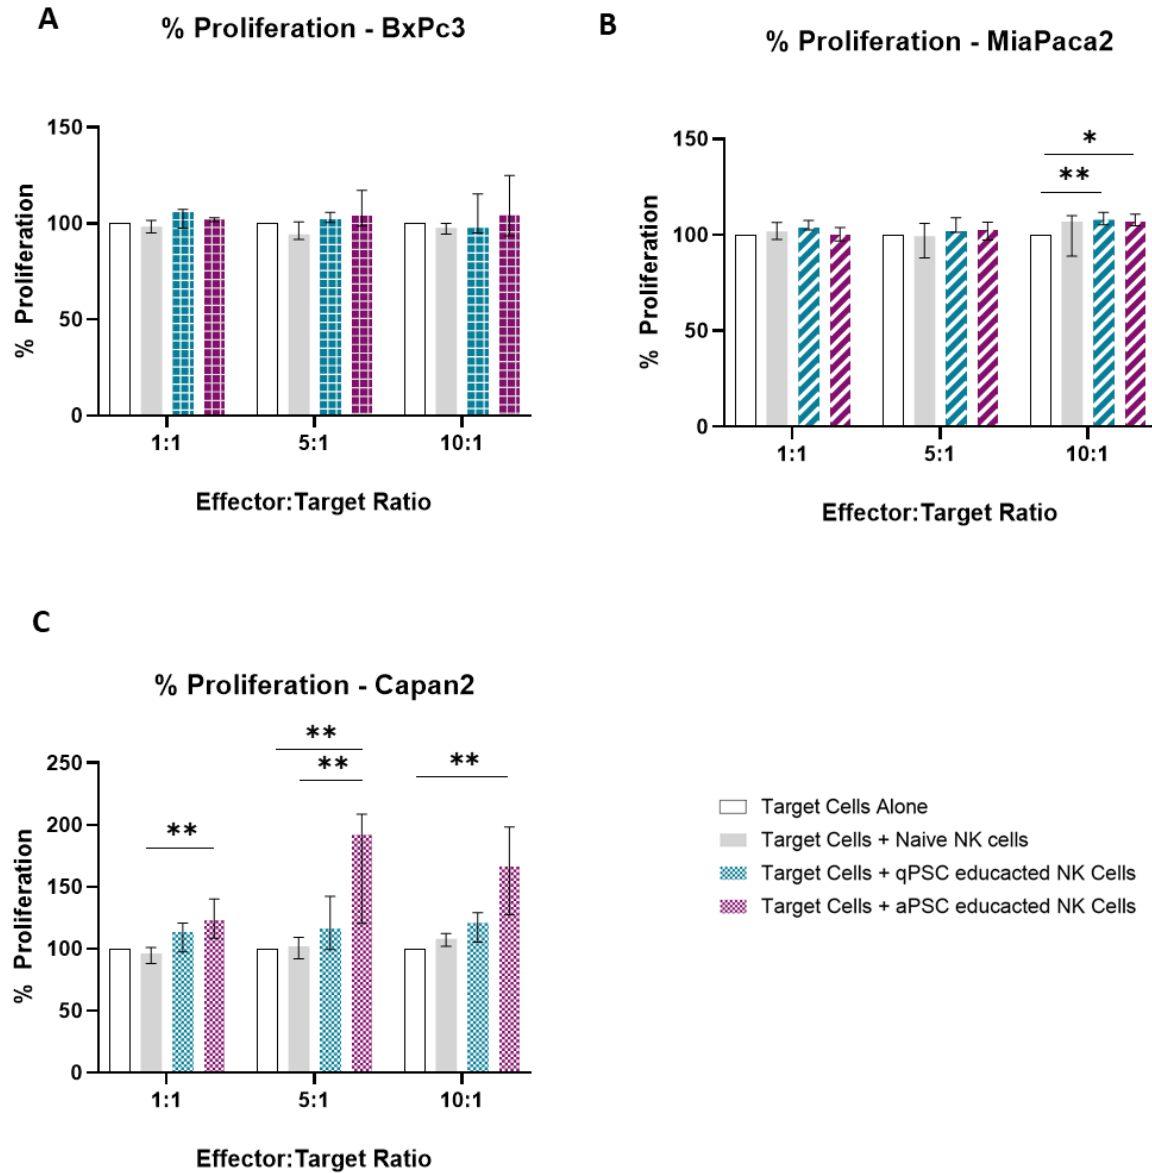 A
% Proliferation - BxPc3
% Proliferation
150
100
50
0
1:1
5:1
10:1
Effector:Target Ratio
B
% Proliferation - MiaPaca2
% Proliferation
150
100
50
0
*
**
1:1
5:1
10:1
Effector:Target Ratio
C
% Proliferation - Capan2
% Proliferation
250
200
150
100
50
0
**
**
**
**
1:1
5:1
10:1
Effector:Target Ratio
Target Cells Alone
Target Cells + Naive NK cells
Target Cells + qPSC educacted NK Cells
Target Cells + aPSC educacted NK Cells